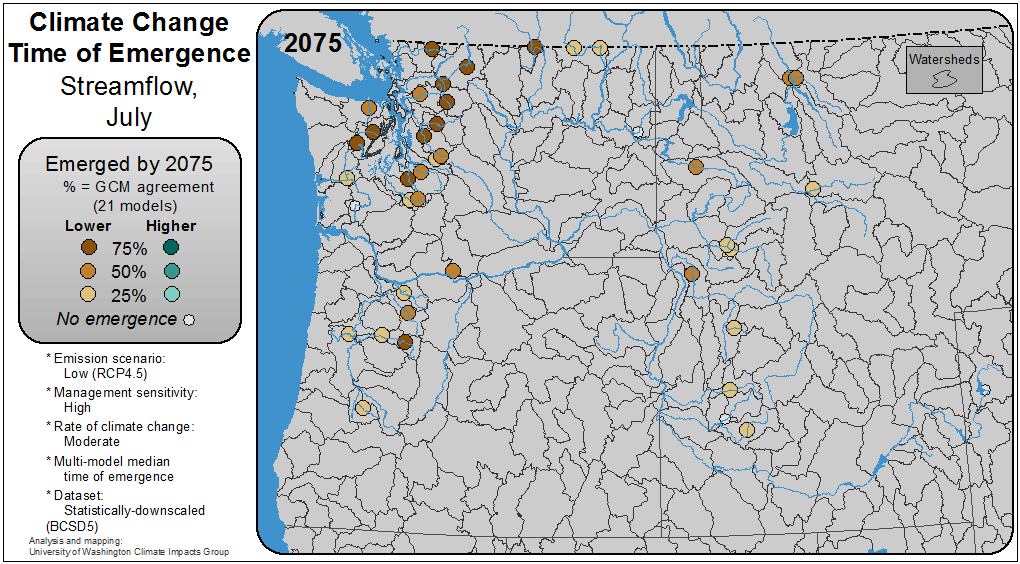 Climate Change
Time of Emergence
Streamflow,
July
Emerged by 2075
% = GCM agreement
(21 models)
Lower Higher
75%
50%
25%
No emergence
* Emission scenario:
Low (RCP4.5)
* Management sensitivity:
High
* Rate of climate change:
Moderate
* Multi-model median
time of emergence
* Dataset:
Statistically-downscaled
(BCSD5)
Analysis and mapping:
University of Washington Climate Impacts Group
2075
Watersheds